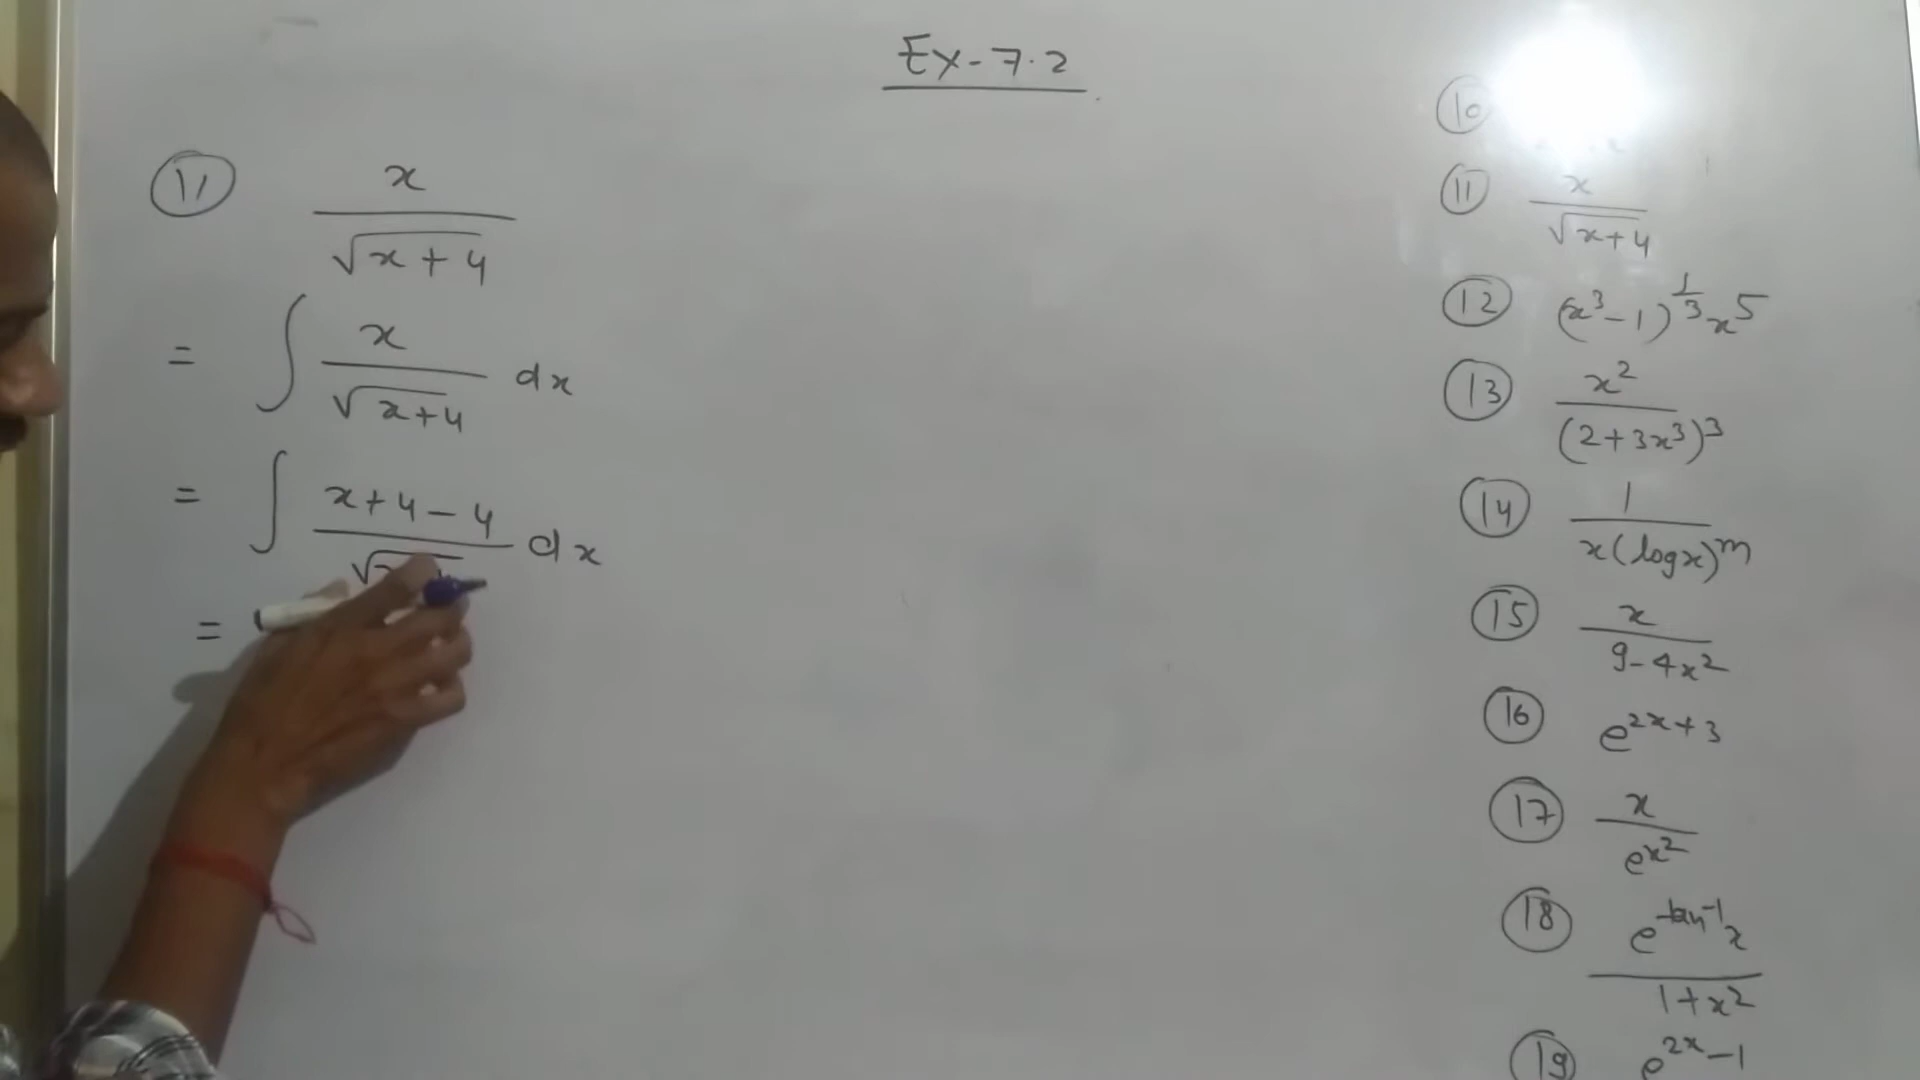 Ex-7.2
11 x
√x+4
= ∫ x/√x+4 dx
= ∫ x+4-4/√ dx
=
10
11 x/√x+4
12 (x³-1)^1/3 x⁵
13 x²/(2+3x³)³
14 1/x(logx)^m
15 x/9-4x²
16 e^2x+3
17 x/e^x²
18 e^tan⁻¹x/1+x²
19 e^2x-1